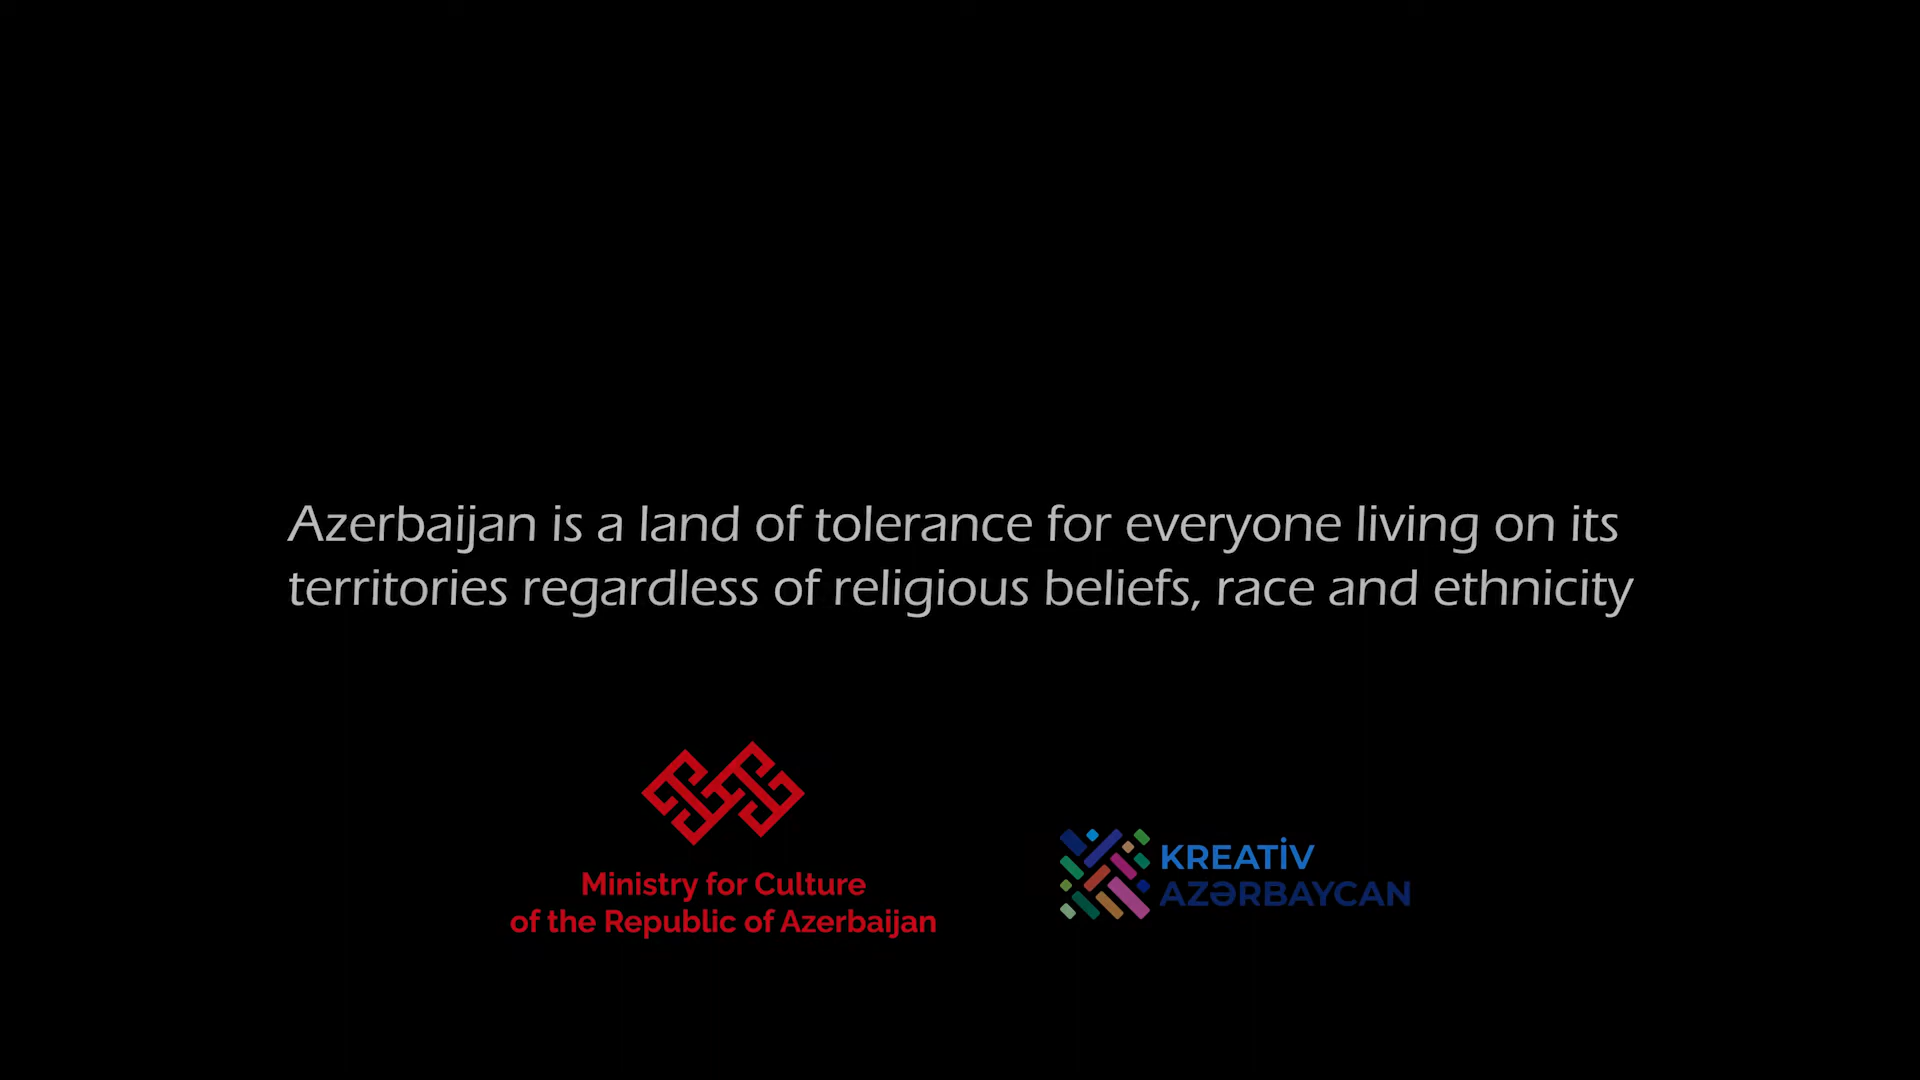 Azerbaijan is a land of tolerance for everyone living on its
territories regardless of religious beliefs, race and ethnicity
Ministry for Culture
of the Republic of Azerbaijan
KREATİV
AZƏRBAYCAN